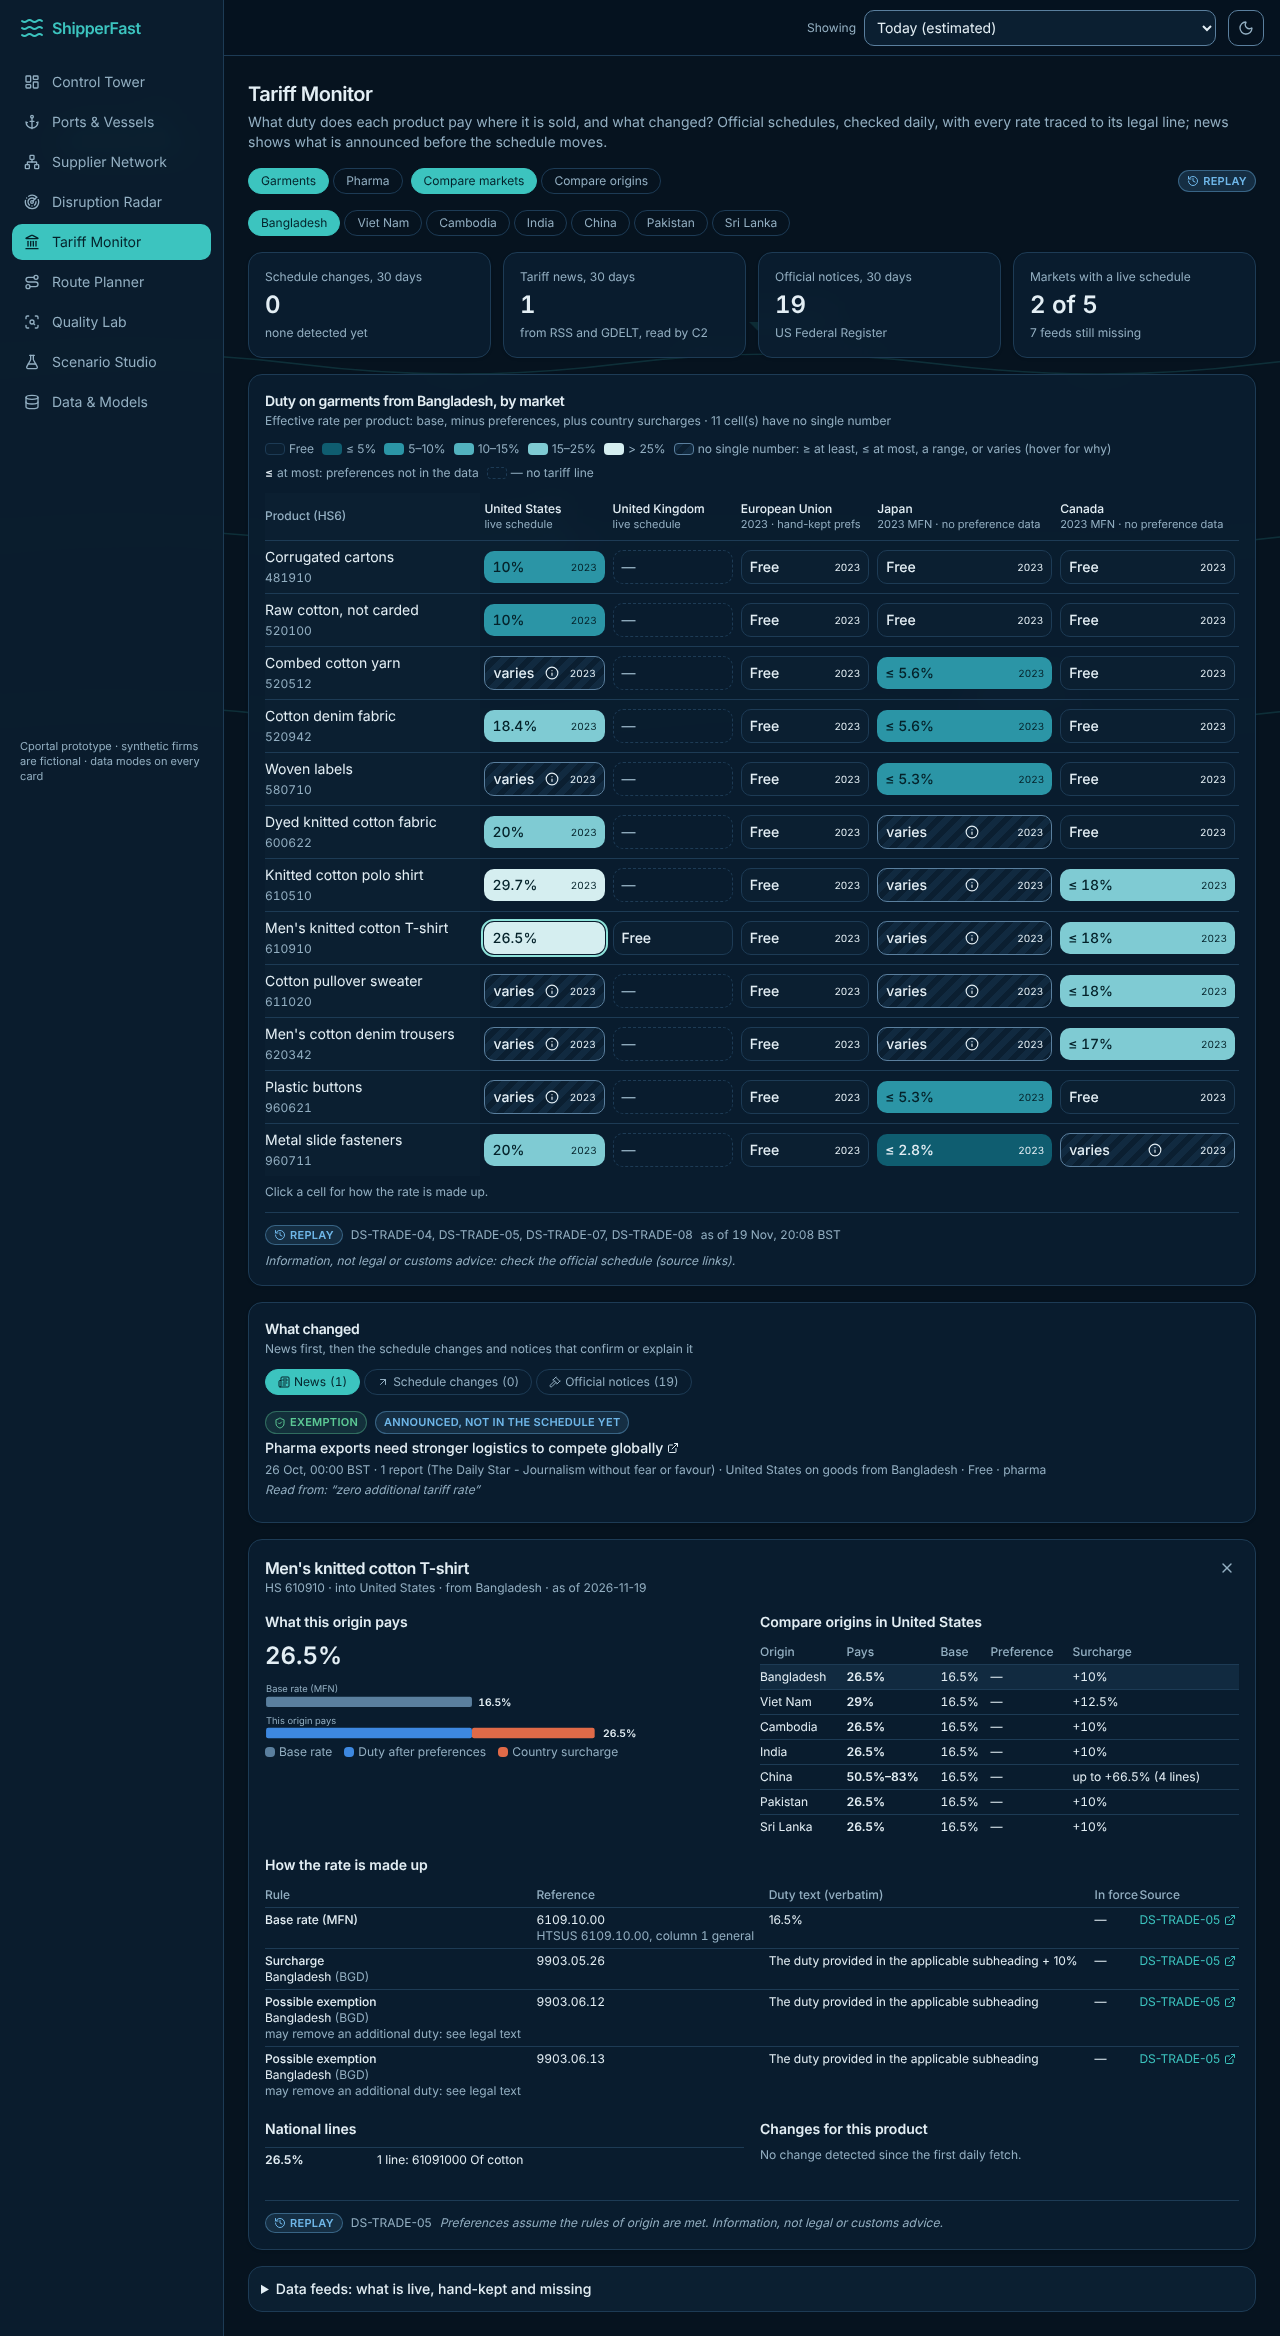 ShipperFast
Showing
Today (estimated)
Control Tower
Ports & Vessels
Supplier Network
Disruption Radar
Tariff Monitor
Route Planner
Quality Lab
Scenario Studio
Data & Models
Cportal prototype · synthetic firms
are fictional · data modes on every
card
Tariff Monitor
What duty does each product pay where it is sold, and what changed? Official schedules, checked daily, with every rate traced to its legal line; news
shows what is announced before the schedule moves.
Garments Pharma Compare markets Compare origins REPLAY
Bangladesh Viet Nam Cambodia India China Pakistan Sri Lanka
Schedule changes, 30 days
0
none detected yet
Tariff news, 30 days
1
from RSS and GDELT, read by C2
Official notices, 30 days
19
US Federal Register
Markets with a live schedule
2 of 5
7 feeds still missing
Duty on garments from Bangladesh, by market
Effective rate per product: base, minus preferences, plus country surcharges · 11 cell(s) have no single number
Free ≤ 5% 5–10% 10–15% 15–25% > 25% no single number: ≥ at least, ≤ at most, a range, or varies (hover for why)
≤ at most: preferences not in the data — no tariff line
Product (HS6) United States United Kingdom European Union Japan Canada
live schedule live schedule 2023 · hand-kept prefs 2023 MFN · no preference data 2023 MFN · no preference data
Corrugated cartons
481910
10% 2023 — Free 2023 Free 2023 Free 2023
Raw cotton, not carded
520100
10% 2023 — Free 2023 Free 2023 Free 2023
Combed cotton yarn
520512
varies 2023 — Free 2023 ≤ 5.6% 2023 Free 2023
Cotton denim fabric
520942
18.4% 2023 — Free 2023 ≤ 5.6% 2023 Free 2023
Woven labels
580710
varies 2023 — Free 2023 ≤ 5.3% 2023 Free 2023
Dyed knitted cotton fabric
600622
20% 2023 — Free 2023 varies 2023 Free 2023
Knitted cotton polo shirt
610510
29.7% 2023 — Free 2023 varies 2023 ≤ 18% 2023
Men's knitted cotton T-shirt
610910
26.5% Free Free 2023 varies 2023 ≤ 18% 2023
Cotton pullover sweater
611020
varies 2023 — Free 2023 varies 2023 ≤ 18% 2023
Men's cotton denim trousers
620342
varies 2023 — Free 2023 varies 2023 ≤ 17% 2023
Plastic buttons
960621
varies 2023 — Free 2023 ≤ 5.3% 2023 Free 2023
Metal slide fasteners
960711
20% 2023 — Free 2023 ≤ 2.8% 2023 varies 2023
Click a cell for how the rate is made up.
REPLAY DS-TRADE-04, DS-TRADE-05, DS-TRADE-07, DS-TRADE-08 as of 19 Nov, 20:08 BST
Information, not legal or customs advice: check the official schedule (source links).
What changed
News first, then the schedule changes and notices that confirm or explain it
News (1) Schedule changes (0) Official notices (19)
EXEMPTION ANNOUNCED, NOT IN THE SCHEDULE YET
Pharma exports need stronger logistics to compete globally
26 Oct, 00:00 BST · 1 report (The Daily Star - Journalism without fear or favour) · United States on goods from Bangladesh · Free · pharma
Read from: “zero additional tariff rate”
Men's knitted cotton T-shirt
HS 610910 · into United States · from Bangladesh · as of 2026-11-19
What this origin pays
26.5%
Base rate (MFN)
16.5%
This origin pays
26.5%
Base rate Duty after preferences Country surcharge
Compare origins in United States
Origin Pays Base Preference Surcharge
Bangladesh 26.5% 16.5% — +10%
Viet Nam 29% 16.5% — +12.5%
Cambodia 26.5% 16.5% — +10%
India 26.5% 16.5% — +10%
China 50.5%–83% 16.5% — up to +66.5% (4 lines)
Pakistan 26.5% 16.5% — +10%
Sri Lanka 26.5% 16.5% — +10%
How the rate is made up
Rule Reference Duty text (verbatim) In force Source
Base rate (MFN) 6109.10.00 16.5% — DS-TRADE-05
HTSUS 6109.10.00, column 1 general
Surcharge 9903.05.26 The duty provided in the applicable subheading + 10% — DS-TRADE-05
Bangladesh (BGD)
Possible exemption 9903.06.12 The duty provided in the applicable subheading — DS-TRADE-05
Bangladesh (BGD)
may remove an additional duty: see legal text
Possible exemption 9903.06.13 The duty provided in the applicable subheading — DS-TRADE-05
Bangladesh (BGD)
may remove an additional duty: see legal text
National lines
26.5% 1 line: 61091000 Of cotton
Changes for this product
No change detected since the first daily fetch.
REPLAY DS-TRADE-05 Preferences assume the rules of origin are met. Information, not legal or customs advice.
Data feeds: what is live, hand-kept and missing